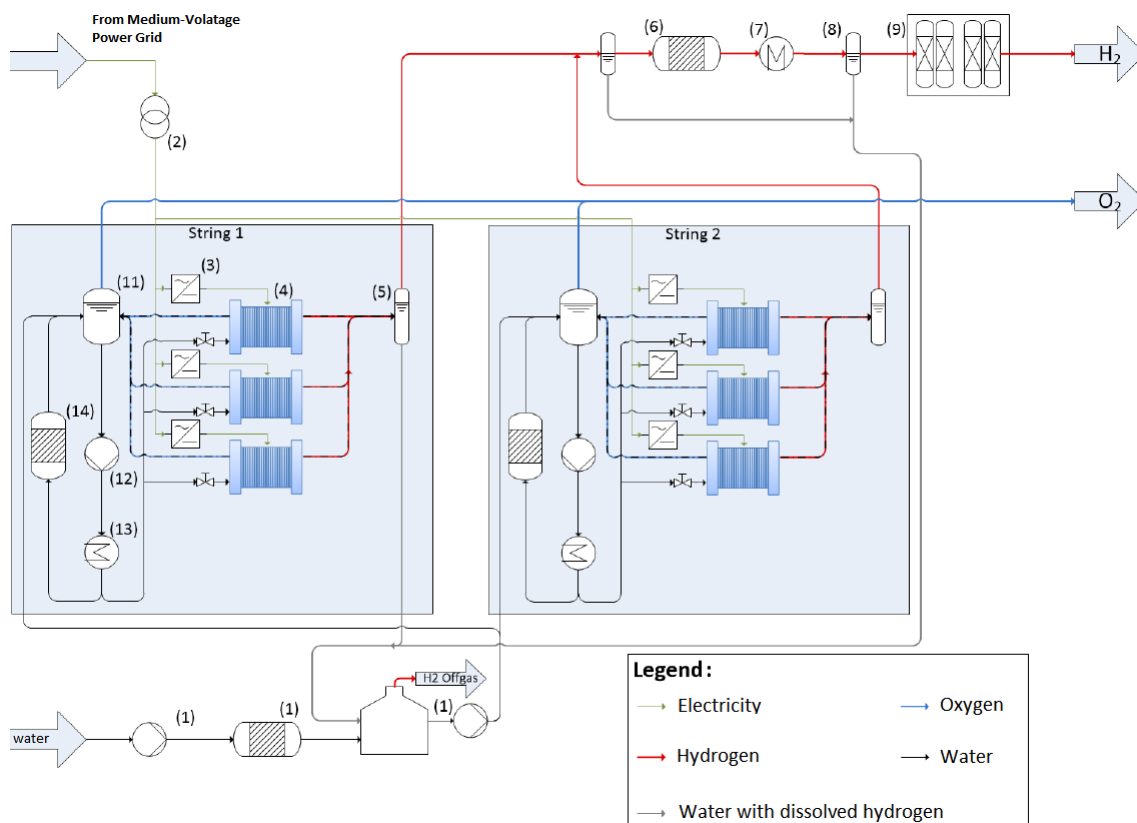 From Medium-Volatage
Power Grid
(2)
(6)
(7)
(8)
(9)
H2
O2
String 1
String 2
(3)
(4)
(5)
(11)
(14)
(12)
(13)
H2 Offgas
(1)
(1)
(1)
water
Legend :
Electricity
Oxygen
Hydrogen
Water
Water with dissolved hydrogen